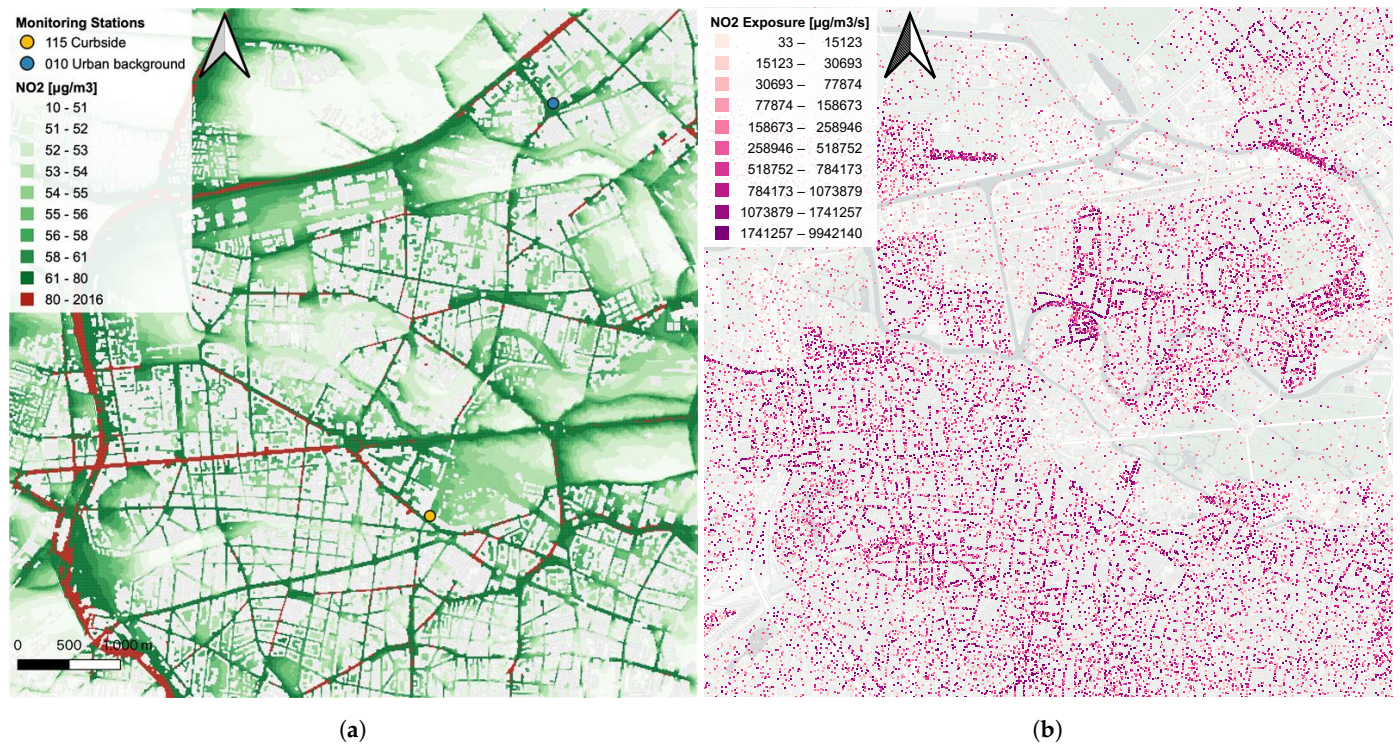 Monitoring Stations
115 Curbside
010 Urban background
NO2 [µg/m3]
10 - 51
51 - 52
52 - 53
53 - 54
54 - 55
55 - 56
56 - 58
58 - 61
61 - 80
80 - 2016
0 500 1 000 m
(a)
NO2 Exposure [µg/m3/s]
33 – 15123
15123 – 30693
30693 – 77874
77874 – 158673
158673 – 258946
258946 – 518752
518752 – 784173
784173 – 1073879
1073879 – 1741257
1741257 – 9942140
(b)